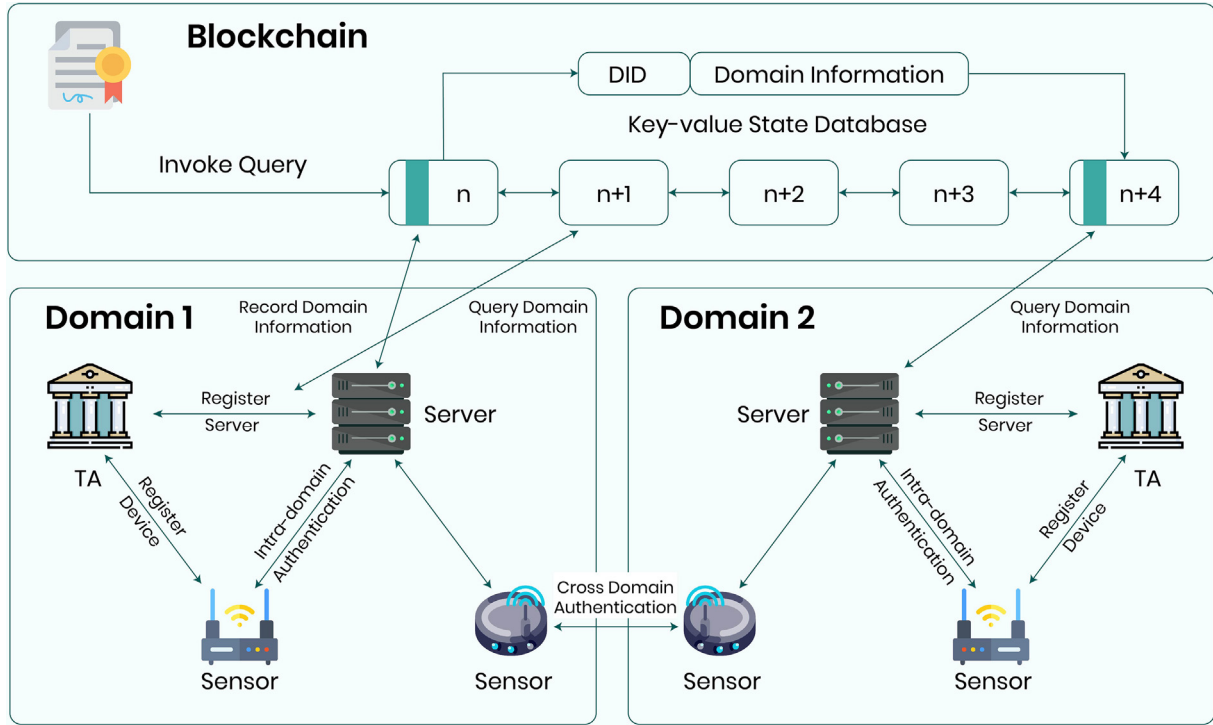 Blockchain
DID
Domain Information
Key-value State Database
Invoke Query
n
n+1
n+2
n+3
n+4
Domain 1
Record Domain
Information
Query Domain
Information
Register
Server
Server
TA
Register
Device
Intra-domain
Authentication
Sensor
Sensor
Cross Domain
Authentication
Domain 2
Query Domain
Information
Server
Register
Server
TA
Intra-domain
Authentication
Register
Device
Sensor
Sensor